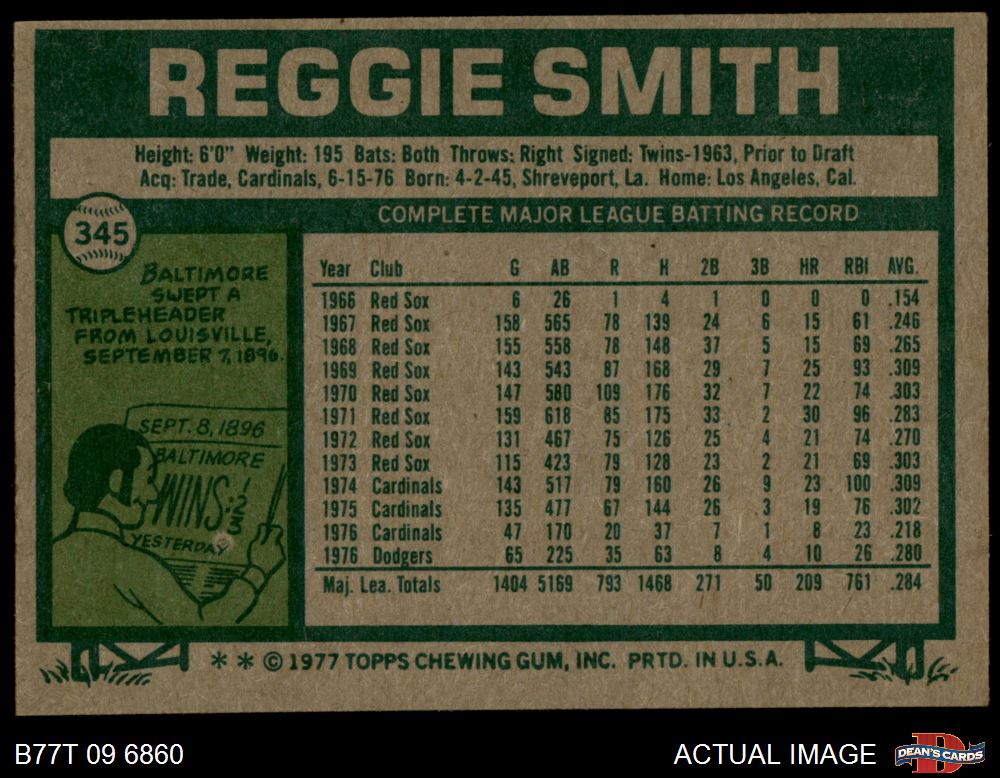 REGGIE SMITH
Height: 6'0" Weight: 195 Bats: Both Throws: Right Signed: Twins-1963, Prior to Draft
Acq: Trade, Cardinals, 6-15-76 Born: 4-2-45, Shreveport, La. Home: Los Angeles, Cal.
345
COMPLETE MAJOR LEAGUE BATTING RECORD
BALTIMORE
SWEPT A
TRIPLEHEADER
FROM LOUISVILLE,
SEPTEMBER 7, 1896.
SEPT. 8, 1896
BALTIMORE
WINS: 1 2 3
YESTERDAY
Year Club G AB R H 2B 3B HR RBI AVG.
1966 Red Sox 6 26 1 4 1 0 0 0 .154
1967 Red Sox 158 565 78 139 24 6 15 61 .246
1968 Red Sox 155 558 78 148 37 5 15 69 .265
1969 Red Sox 143 543 87 168 29 7 25 93 .309
1970 Red Sox 147 580 109 176 32 7 22 74 .303
1971 Red Sox 159 618 85 175 33 2 30 96 .283
1972 Red Sox 131 467 75 126 25 4 21 74 .270
1973 Red Sox 115 423 79 128 23 2 21 69 .303
1974 Cardinals 143 517 79 160 26 9 23 100 .309
1975 Cardinals 135 477 67 144 26 3 19 76 .302
1976 Cardinals 47 170 20 37 7 1 8 23 .218
1976 Dodgers 65 225 35 63 8 4 10 26 .280
Maj. Lea. Totals 1404 5169 793 1468 271 50 209 761 .284
* * © 1977 TOPPS CHEWING GUM, INC. PRTD. IN U.S.A.
B77T 09 6860
ACTUAL IMAGE
DEAN'S CARDS